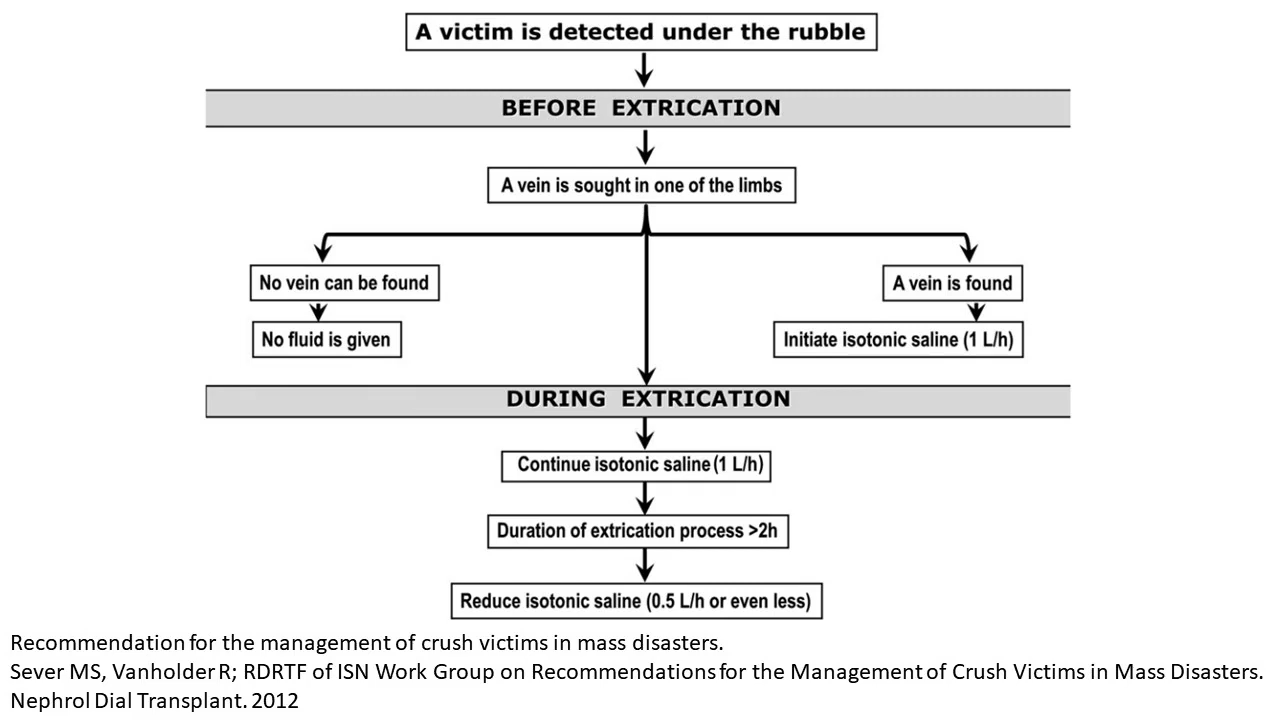 A victim is detected under the rubble
BEFORE EXTRICATION
A vein is sought in one of the limbs
No vein can be found
A vein is found
No fluid is given
Initiate isotonic saline (1 L/h)
DURING EXTRICATION
Continue isotonic saline (1 L/h)
Duration of extrication process >2h
Reduce isotonic saline (0.5 L/h or even less)
Recommendation for the management of crush victims in mass disasters.
Sever MS, Vanholder R; RDRTF of ISN Work Group on Recommendations for the Management of Crush Victims in Mass Disasters.
Nephrol Dial Transplant. 2012